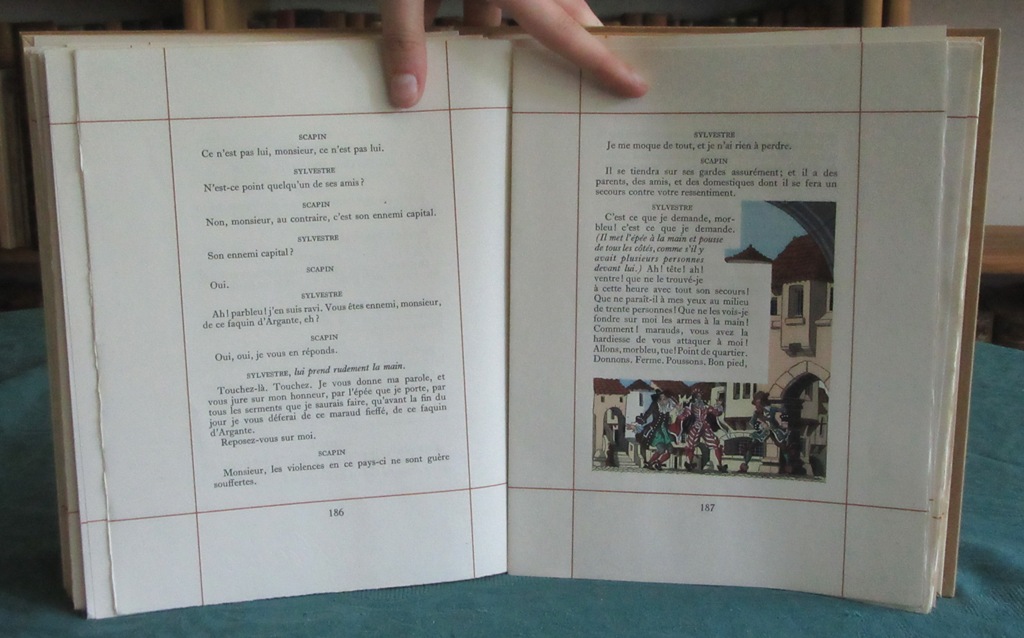 SCAPIN
Ce n'est pas lui, monsieur, ce n'est pas lui.
SYLVESTRE
N'est-ce point quelqu'un de ses amis ?
SCAPIN
Non, monsieur, au contraire, c'est son ennemi capital.
SYLVESTRE
Son ennemi capital ?
SCAPIN
Oui.
SYLVESTRE
Ah ! parbleu ! j'en suis ravi. Vous êtes ennemi, monsieur,
de ce faquin d'Argante, eh ?
SCAPIN
Oui, oui, je vous en réponds.
SYLVESTRE, lui prend rudement la main.
Touchez-là. Touchez. Je vous donne ma parole, et
vous jure sur mon honneur, par l'épée que je porte, par
tous les serments que je saurais faire, qu'avant la fin du
jour je vous déferai de ce maraud fieffé, de ce faquin
d'Argante.
Reposez-vous sur moi.
SCAPIN
Monsieur, les violences en ce pays-ci ne sont guère
souffertes.
186
SYLVESTRE
Je me moque de tout, et je n'ai rien à perdre.
SCAPIN
Il se tiendra sur ses gardes assurément; et il a des
parents, des amis, et des domestiques dont il se fera un
secours contre votre ressentiment.
SYLVESTRE
C'est ce que je demande, mor-
bleu! c'est ce que je demande.
(Il met l'épée à la main et pousse
de tous les côtés, comme s'il y
avait plusieurs personnes
devant lui.) Ah! tête! ah!
ventre! que ne le trouvé-je
à cette heure avec tout son secours!
Que ne paraît-il à mes yeux au milieu
de trente personnes! Que ne les vois-je
fondre sur moi les armes à la main!
Comment! marauds, vous avez la
hardiesse de vous attaquer à moi!
Allons, morbleu, tue! Point de quartier.
Donnons. Ferme. Poussons. Bon pied,
187